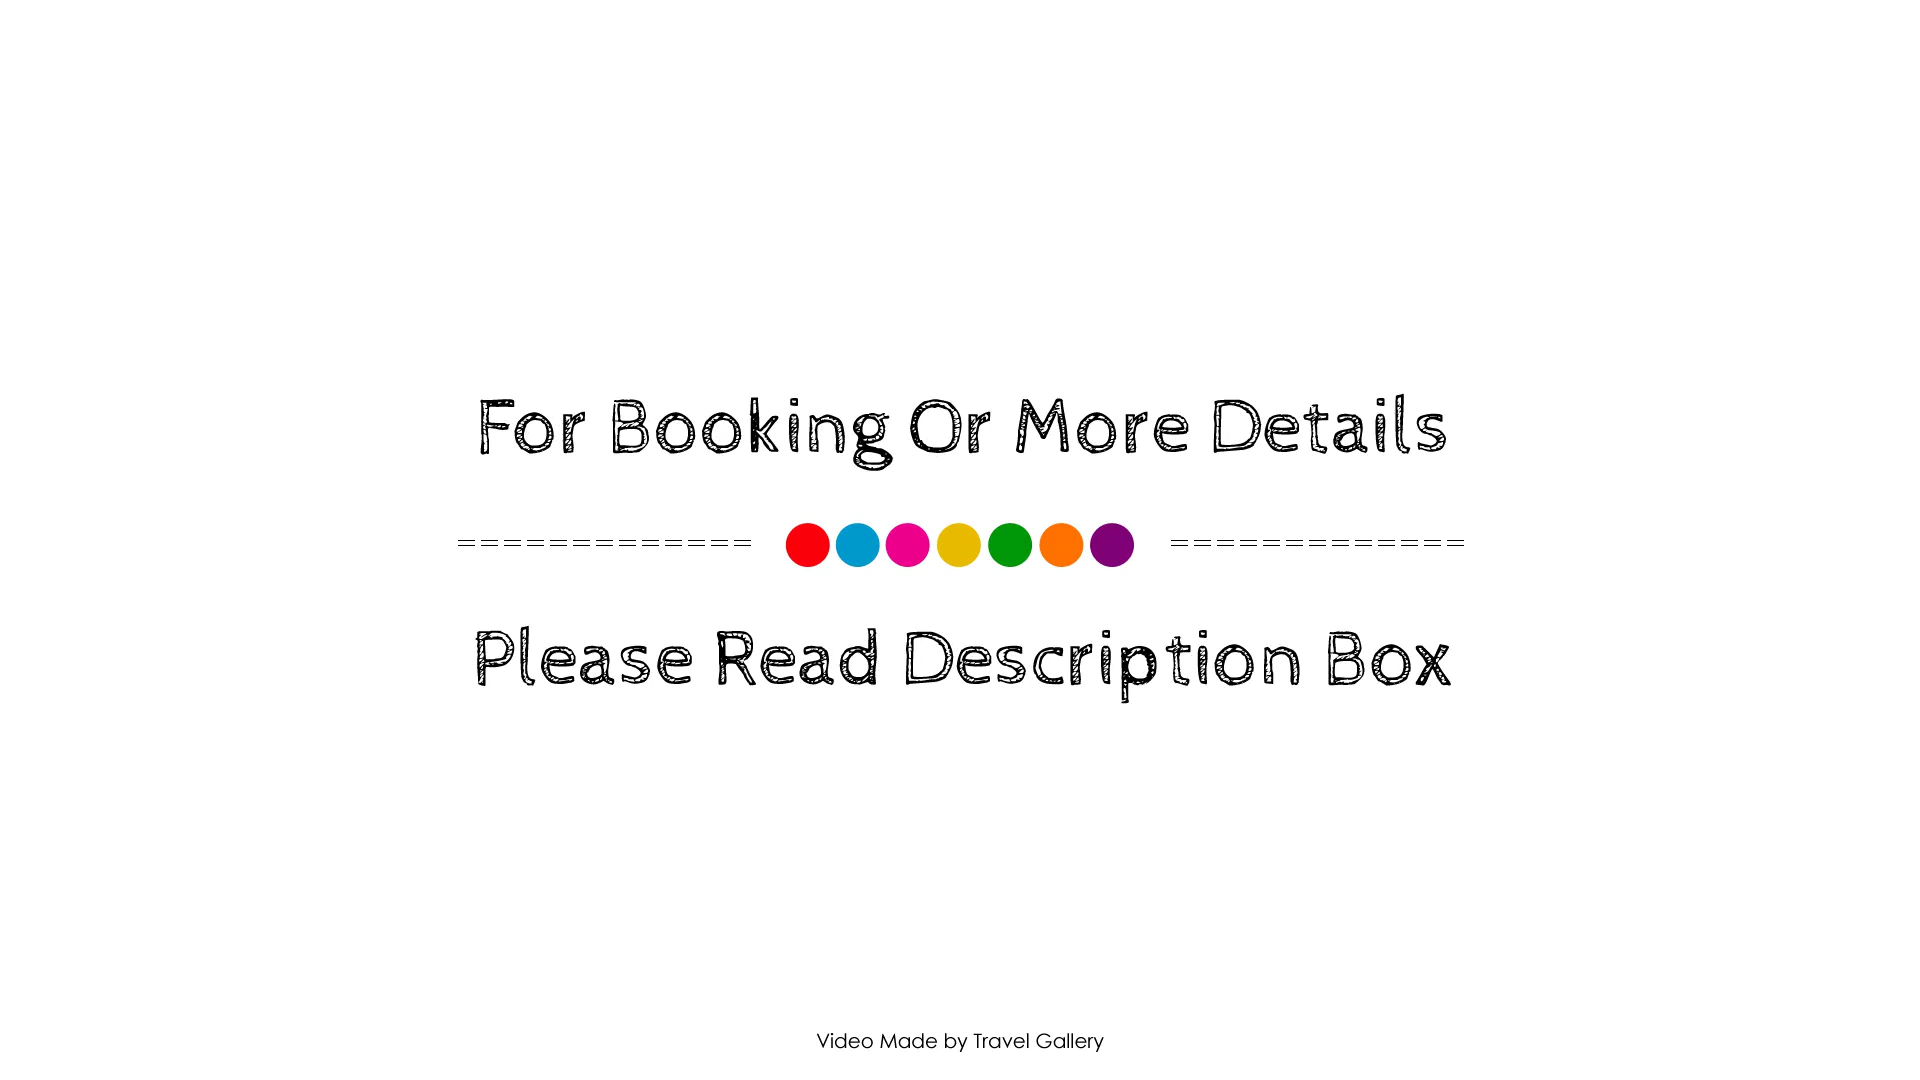 For Booking Or More Details
============= =============
Please Read Description Box
Video Made by Travel Gallery